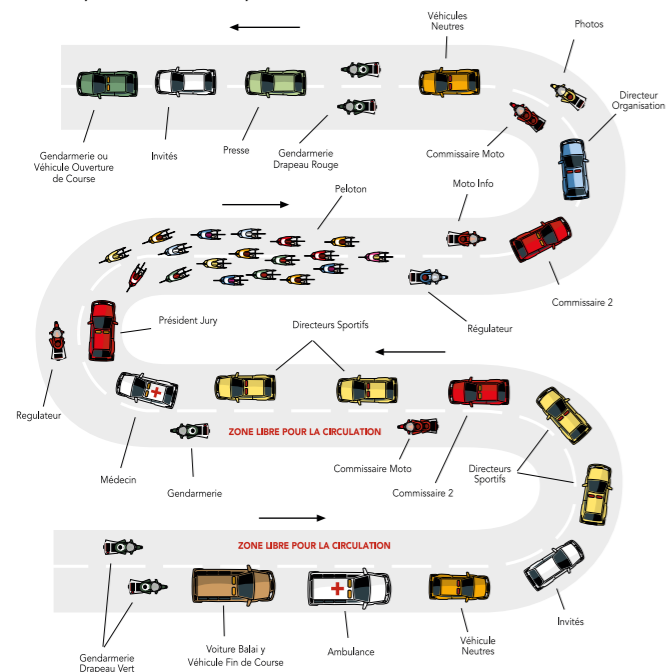 Véhicules
Neutres
Photos
Directeur
Organisation
Gendarmerie ou
Véhicule Ouverture
de Course
Invités
Presse
Gendarmerie
Drapeau Rouge
Commissaire Moto
Peloton
Moto Info
Commissaire 2
Régulateur
Président Jury
Directeurs Sportifs
Regulateur
Médecin
Gendarmerie
ZONE LIBRE POUR LA CIRCULATION
Commissaire Moto
Commissaire 2
Directeurs
Sportifs
ZONE LIBRE POUR LA CIRCULATION
Invités
Gendarmerie
Drapeau Vert
Voiture Balai y
Véhicule Fin de Course
Ambulance
Véhicule
Neutres